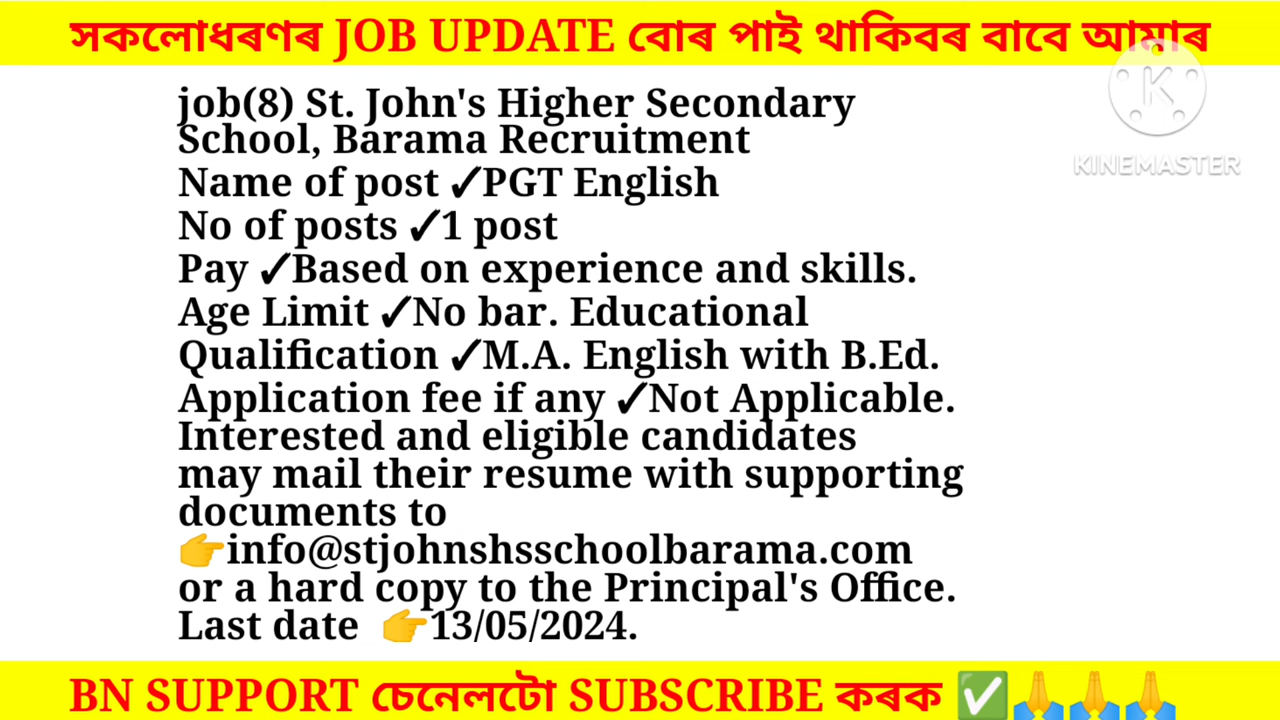 সকলোধৰণৰ JOB UPDATE বোৰ পাই থাকিবৰ বাবে আমাৰ
job(8) St. John's Higher Secondary
School, Barama Recruitment
Name of post ✓PGT English
No of posts ✓1 post
Pay ✓Based on experience and skills.
Age Limit ✓No bar. Educational
Qualification ✓M.A. English with B.Ed.
Application fee if any ✓Not Applicable.
Interested and eligible candidates
may mail their resume with supporting
documents to
👉info@stjohnshsschoolbarama.com
or a hard copy to the Principal's Office.
Last date 👉13/05/2024.
KINEMASTER
BN SUPPORT চেনেলটো SUBSCRIBE কৰক ✅🙏🙏🙏